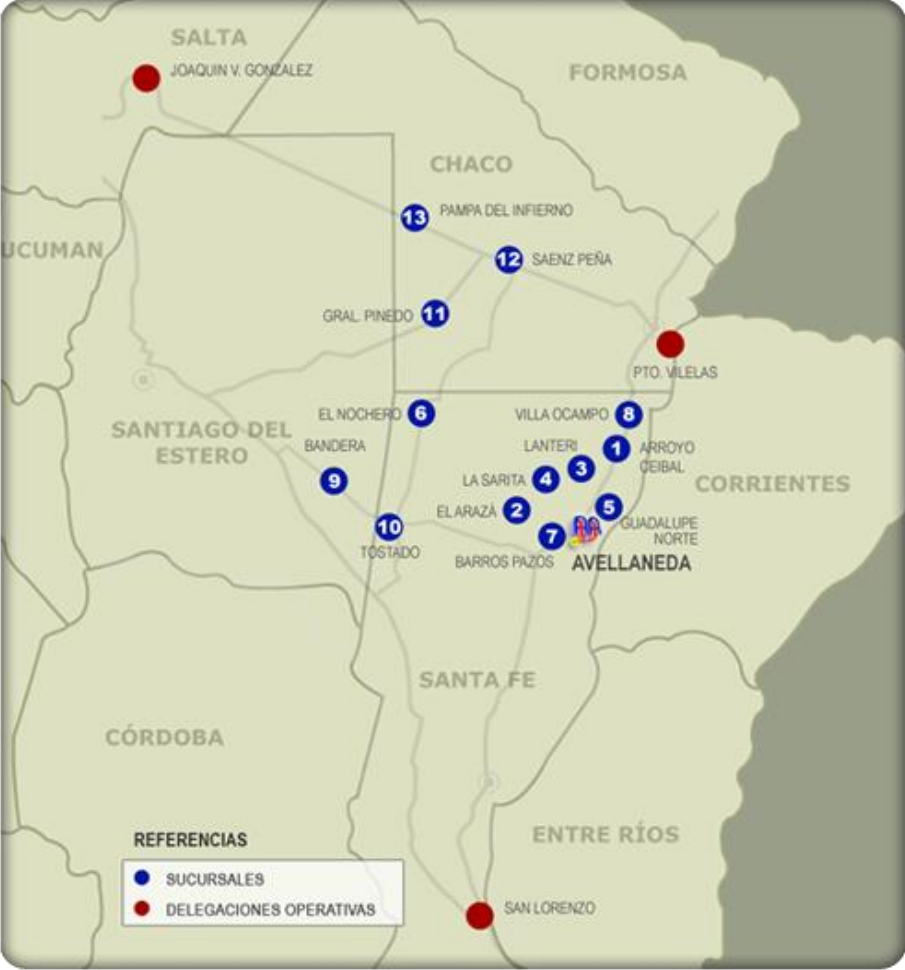 SALTA
JOAQUIN V. GONZALEZ
FORMOSA
CHACO
13
PAMPA DEL INFIERNO
UCUMAN
12
SAENZ PEÑA
GRAL. PINEDO
11
PTO. VILELAS
EL NOCHERO
6
VILLA OCAMPO
8
SANTIAGO DEL
ESTERO
BANDERA
LANTERI
1
ARROYO
CEIBAL
9
LA SARITA
4
3
CORRIENTES
EL ARAZÁ
2
5
GUADALUPE
NORTE
10
TOSTADO
7
BARROS PAZOS
AVELLANEDA
SANTA FE
CÓRDOBA
ENTRE RÍOS
REFERENCIAS
SUCURSALES
DELEGACIONES OPERATIVAS
SAN LORENZO